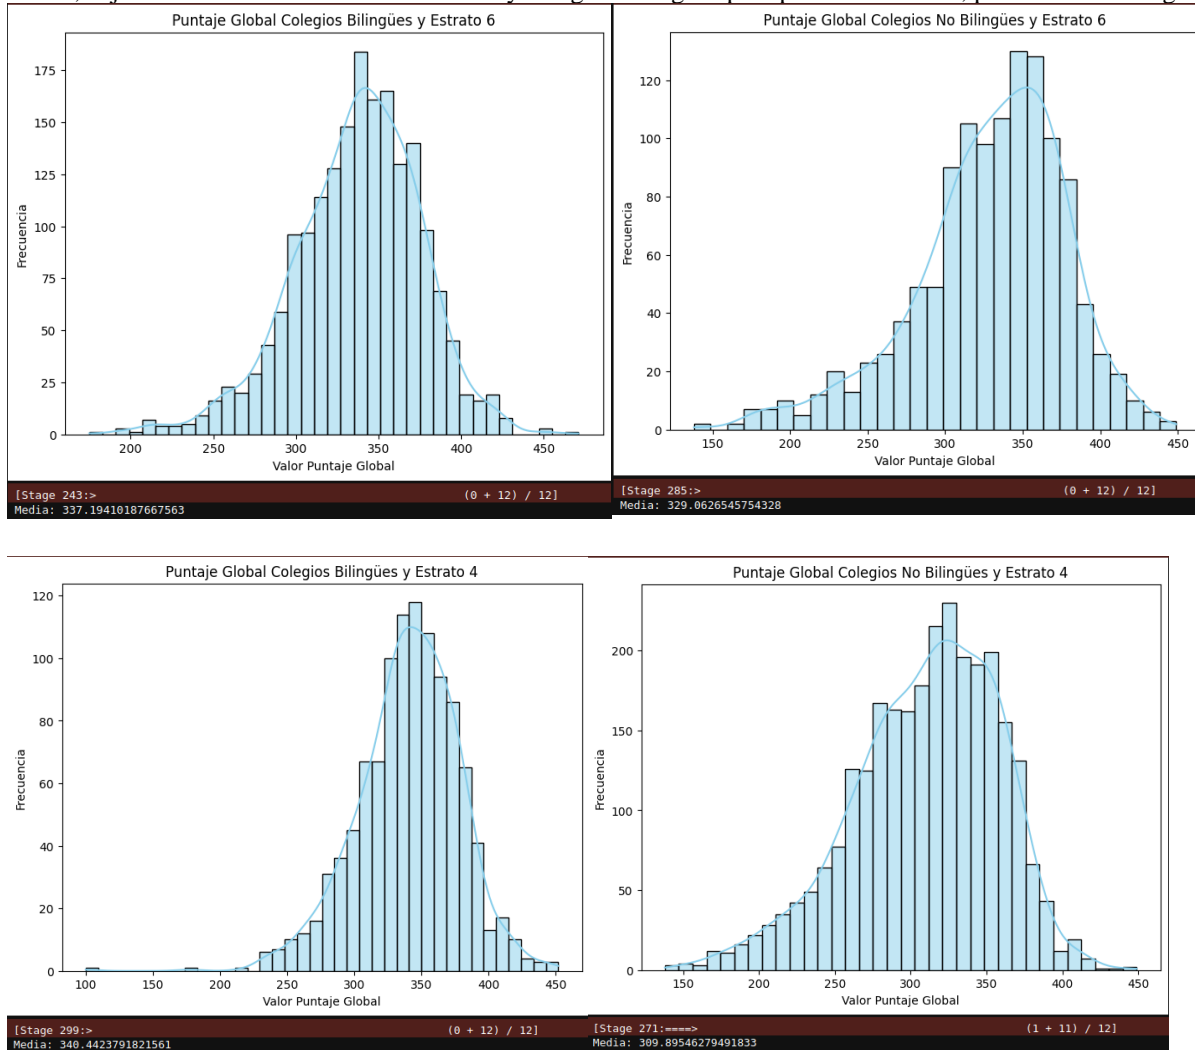 Puntaje Global Colegios Bilingües y Estrato 6
175
150
125
100
75
50
25
0
Frecuencia
200 250 300 350 400 450
Valor Puntaje Global
[Stage 243:> (0 + 12) / 12]
Media: 337.19410187667563
Puntaje Global Colegios No Bilingües y Estrato 6
120
100
80
60
40
20
0
Frecuencia
150 200 250 300 350 400 450
Valor Puntaje Global
[Stage 285:> (0 + 12) / 12]
Media: 329.0626545754328
Puntaje Global Colegios Bilingües y Estrato 4
120
100
80
60
40
20
0
Frecuencia
100 150 200 250 300 350 400 450
Valor Puntaje Global
[Stage 299:> (0 + 12) / 12]
Media: 340.4423791821561
Puntaje Global Colegios No Bilingües y Estrato 4
200
150
100
50
0
Frecuencia
150 200 250 300 350 400 450
Valor Puntaje Global
[Stage 271:====> (1 + 11) / 12]
Media: 309.89546279491833